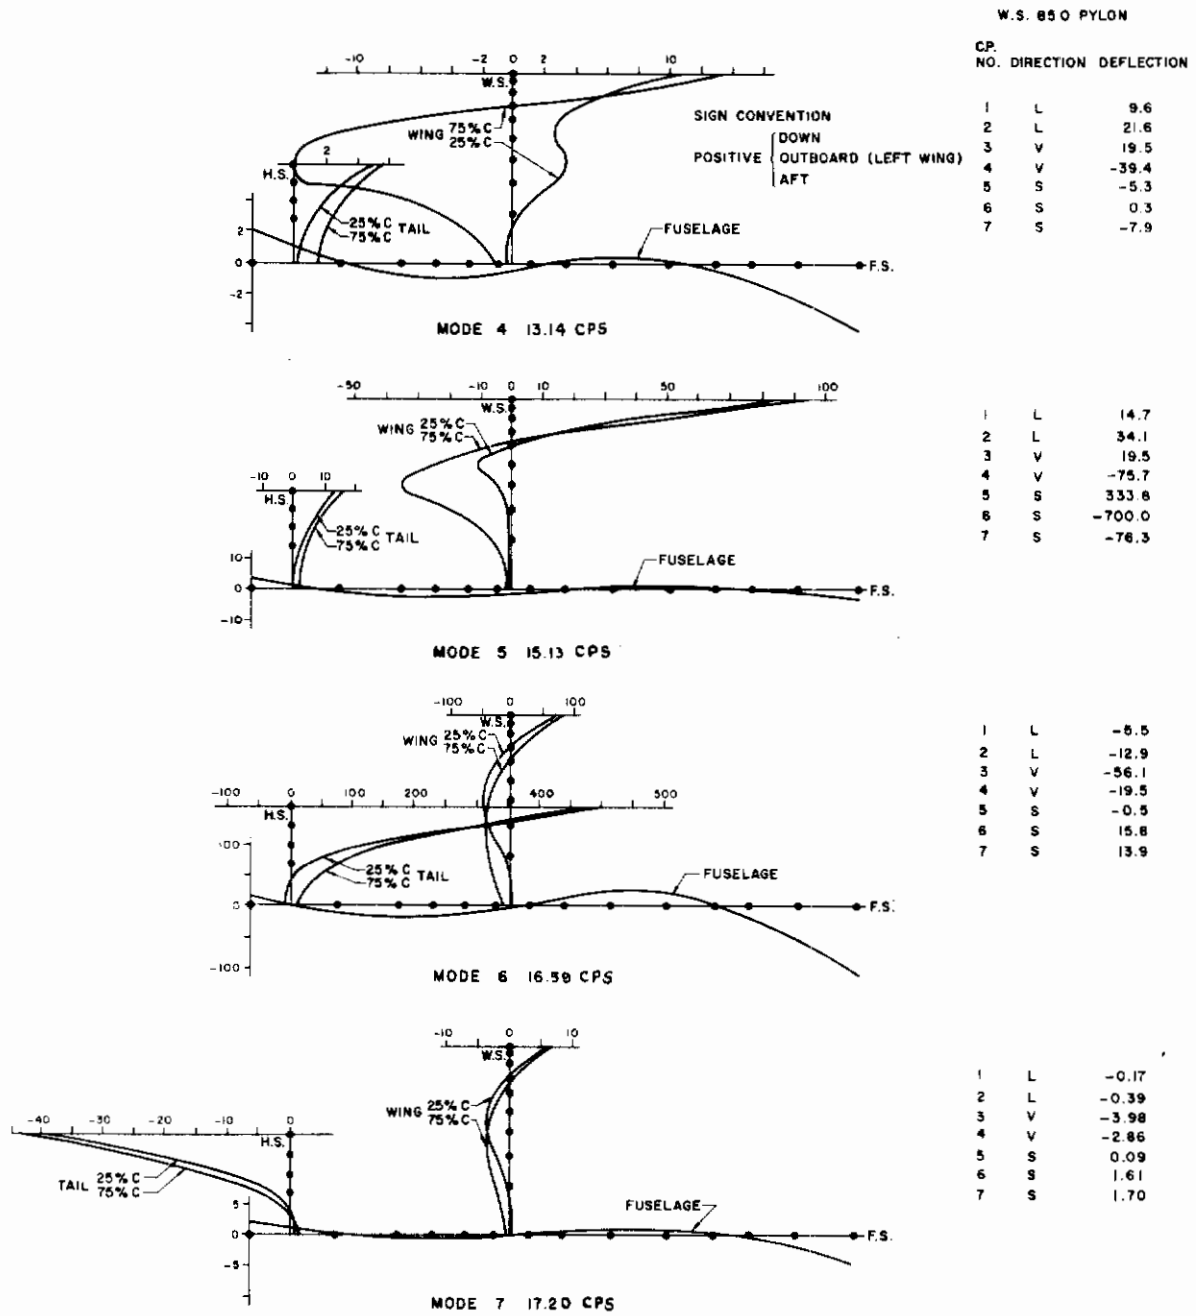 W.S. 85.0 PYLON
C.P.
NO. DIRECTION DEFLECTION
-10 -2 0 2 10
W.S.
WING 75%C
25%C
SIGN CONVENTION
POSITIVE
DOWN
OUTBOARD (LEFT WING)
AFT
1 L 9.6
2 L 21.6
3 V 19.5
4 V -39.4
5 S -5.3
6 S 0.3
7 S -7.9
2
H.S.
25%C TAIL
75%C
FUSELAGE
2
0
-2
F.S.
MODE 4 13.14 CPS
-50 -10 0 10 50 100
W.S.
WING 25%C
75%C
1 L 14.7
2 L 34.1
3 V 19.5
4 V -75.7
5 S 333.8
6 S -700.0
7 S -76.3
-10 0 10
H.S.
25%C TAIL
75%C
FUSELAGE
10
0
-10
F.S.
MODE 5 15.13 CPS
-100 0 100
W.S.
WING 25%C
75%C
1 L -5.5
2 L -12.9
3 V -56.1
4 V -19.5
5 S -0.5
6 S 15.8
7 S 13.9
-100 0 100 200 400 500
H.S.
25%C TAIL
75%C
FUSELAGE
100
0
-100
F.S.
MODE 6 16.59 CPS
-10 0 10
W.S.
WING 25%C
75%C
1 L -0.17
2 L -0.39
3 V -3.98
4 V -2.86
5 S 0.09
6 S 1.61
7 S 1.70
-40 -30 -20 -10 0
H.S.
TAIL 25%C
75%C
FUSELAGE
5
0
-5
F.S.
MODE 7 17.20 CPS